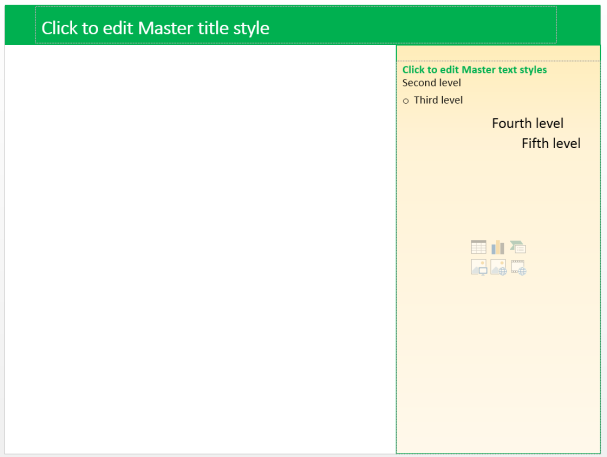 Click to edit Master title style
Click to edit Master text styles
Second level
○ Third level
Fourth level
Fifth level